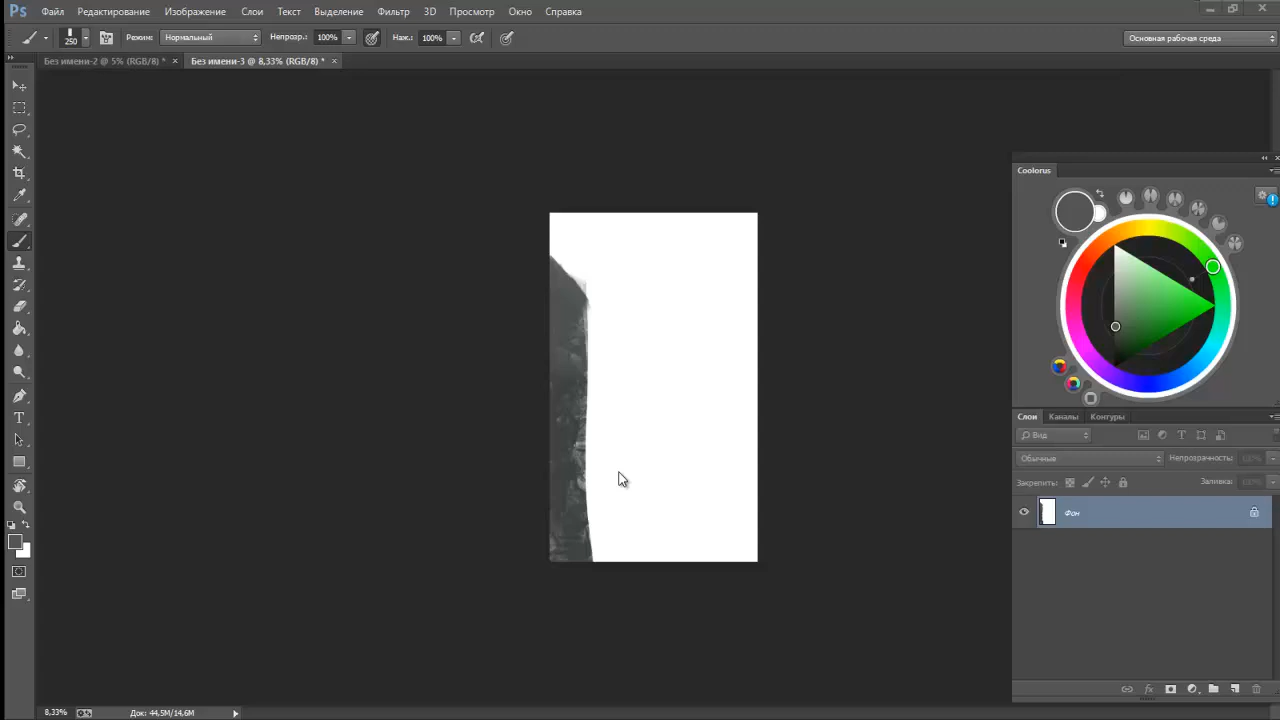 Ps Файл Редактирование Изображение Слои Текст Выделение Фильтр 3D Просмотр Окно Справка
250 Режим: Нормальный Непрозр.: 100% Наж.: 100% Основная рабочая среда
Без имени-2 @ 5% (RGB/8) * × Без имени-3 @ 8,33% (RGB/8) * ×
Coolorus
Слои Каналы Контуры
Вид
Обычные Непрозрачность: 100%
Закрепить: Заливка: 100%
Фон
8,33% Док: 44,5M/14,6M